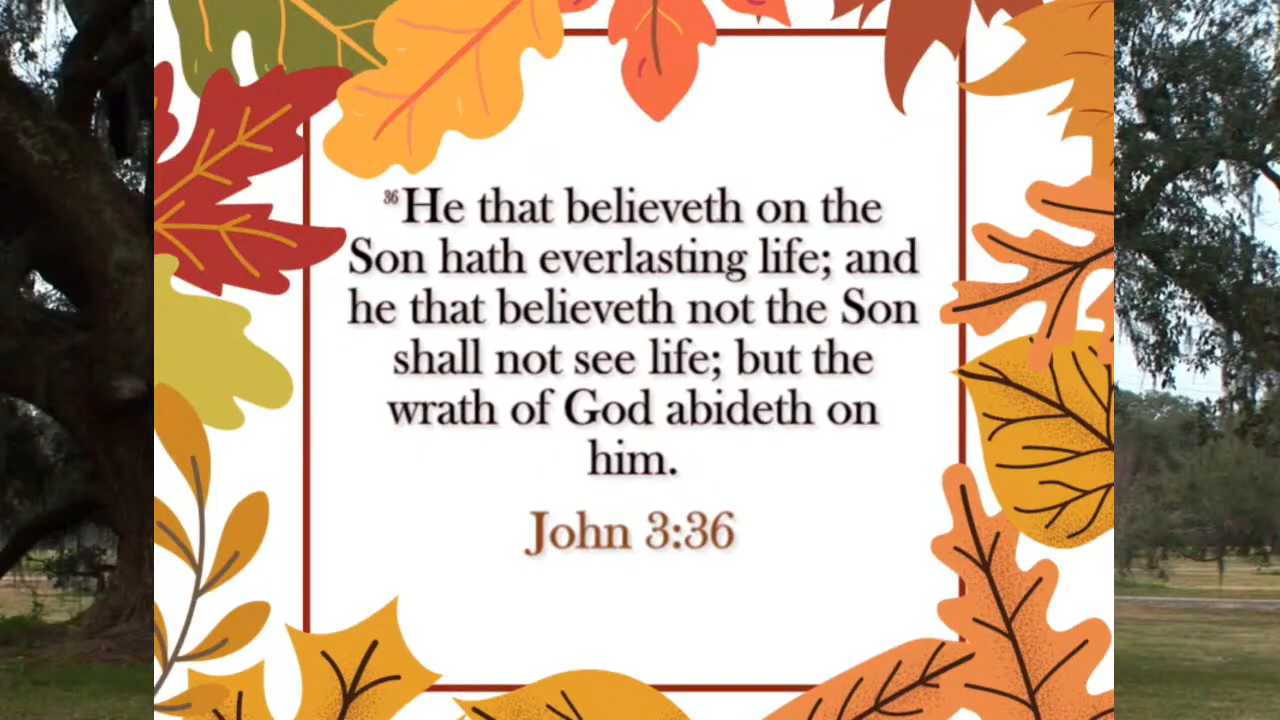 36He that believeth on the
Son hath everlasting life; and
he that believeth not the Son
shall not see life; but the
wrath of God abideth on
him.
John 3:36